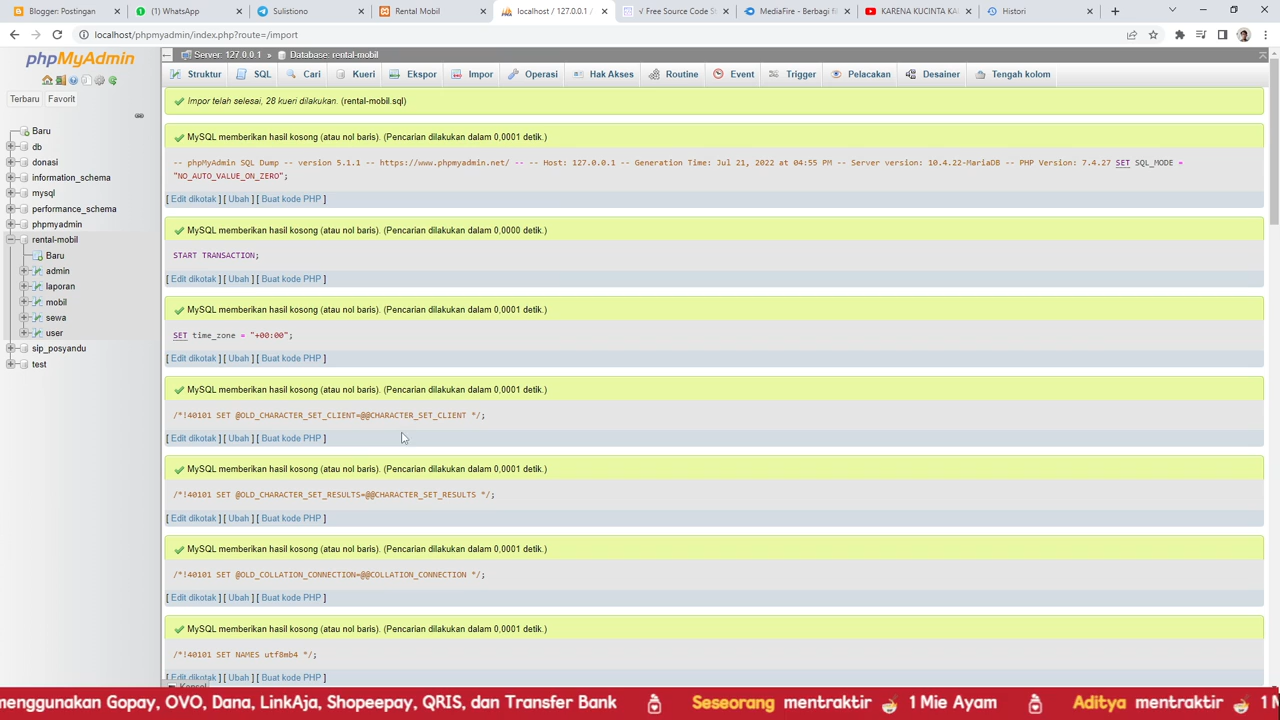 Blogger: Postingan
(1) WhatsApp
Sulistiono
Rental Mobil
localhost / 127.0.0.1 /
√ Free Source Code S
MediaFire - Berbagi f
KARENA KUCINTA KA
Histori
localhost/phpmyadmin/index.php?route=/import
phpMyAdmin
Terbaru Favorit
Baru
db
donasi
information_schema
mysql
performance_schema
phpmyadmin
rental-mobil
Baru
admin
laporan
mobil
sewa
user
sip_posyandu
test
Server: 127.0.0.1 » Database: rental-mobil
Struktur SQL Cari Kueri Ekspor Impor Operasi Hak Akses Routine Event Trigger Pelacakan Desainer Tengah kolom
Impor telah selesai, 28 kueri dilakukan. (rental-mobil.sql)
MySQL memberikan hasil kosong (atau nol baris). (Pencarian dilakukan dalam 0,0001 detik.)
-- phpMyAdmin SQL Dump -- version 5.1.1 -- https://www.phpmyadmin.net/ -- -- Host: 127.0.0.1 -- Generation Time: Jul 21, 2022 at 04:55 PM -- Server version: 10.4.22-MariaDB -- PHP Version: 7.4.27 SET SQL_MODE =
"NO_AUTO_VALUE_ON_ZERO";
[ Edit dikotak ] [ Ubah ] [ Buat kode PHP ]
MySQL memberikan hasil kosong (atau nol baris). (Pencarian dilakukan dalam 0,0000 detik.)
START TRANSACTION;
[ Edit dikotak ] [ Ubah ] [ Buat kode PHP ]
MySQL memberikan hasil kosong (atau nol baris). (Pencarian dilakukan dalam 0,0001 detik.)
SET time_zone = "+00:00";
[ Edit dikotak ] [ Ubah ] [ Buat kode PHP ]
MySQL memberikan hasil kosong (atau nol baris). (Pencarian dilakukan dalam 0,0001 detik.)
/*!40101 SET @OLD_CHARACTER_SET_CLIENT=@@CHARACTER_SET_CLIENT */;
[ Edit dikotak ] [ Ubah ] [ Buat kode PHP ]
MySQL memberikan hasil kosong (atau nol baris). (Pencarian dilakukan dalam 0,0001 detik.)
/*!40101 SET @OLD_CHARACTER_SET_RESULTS=@@CHARACTER_SET_RESULTS */;
[ Edit dikotak ] [ Ubah ] [ Buat kode PHP ]
MySQL memberikan hasil kosong (atau nol baris). (Pencarian dilakukan dalam 0,0001 detik.)
/*!40101 SET @OLD_COLLATION_CONNECTION=@@COLLATION_CONNECTION */;
[ Edit dikotak ] [ Ubah ] [ Buat kode PHP ]
MySQL memberikan hasil kosong (atau nol baris). (Pencarian dilakukan dalam 0,0001 detik.)
/*!40101 SET NAMES utf8mb4 */;
[ Edit dikotak ] [ Ubah ] [ Buat kode PHP ]
Konsol
menggunakan Gopay, OVO, Dana, LinkAja, Shopeepay, QRIS, dan Transfer Bank Seseorang mentraktir 1 Mie Ayam Aditya mentraktir 1 M